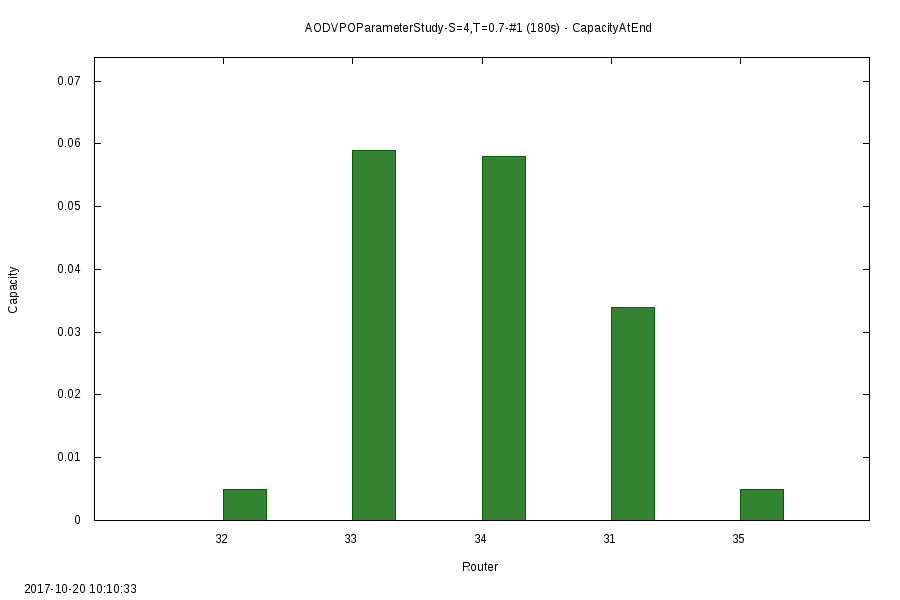 AODVPOParameterStudy-S=4,T=0.7-#1 (180s) - CapacityAtEnd
0.07
0.06
0.05
0.04
0.03
0.02
0.01
0
Capacity
32 33 34 31 35
Router
2017-10-20 10:10:33